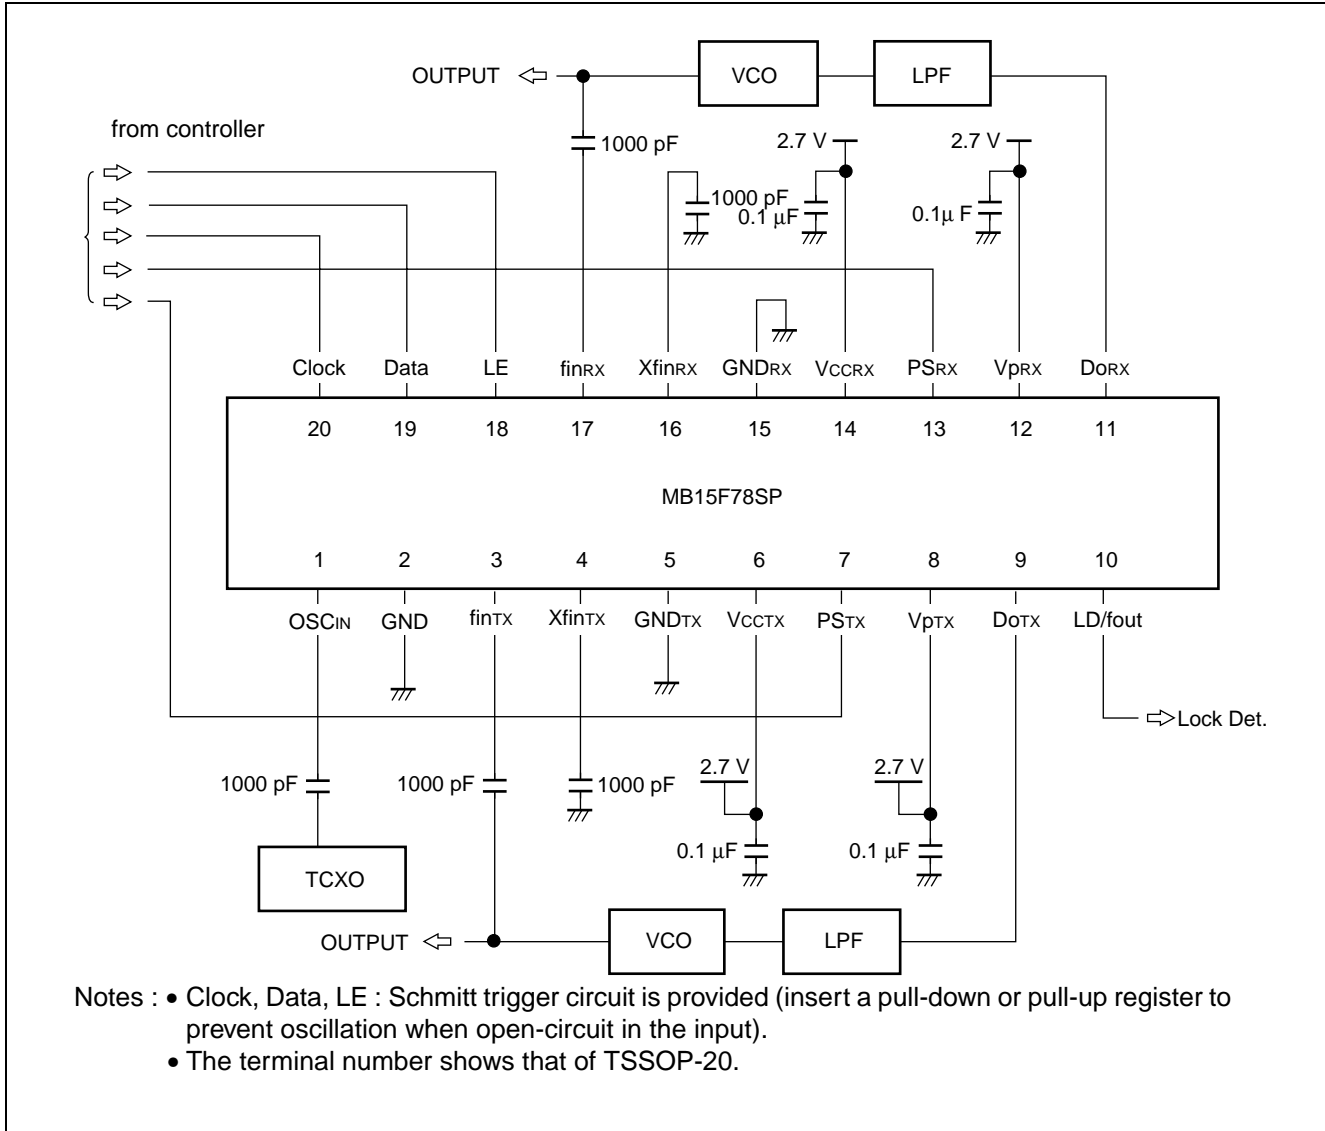 OUTPUT
VCO
LPF
from controller
1000 pF
2.7 V
2.7 V
1000 pF
0.1 μF
0.1μ F
Clock Data LE finRX XfinRX GNDRX VCCRX PSRX VpRX DoRX
20 19 18 17 16 15 14 13 12 11
MB15F78SP
1 2 3 4 5 6 7 8 9 10
OSCIN GND finTX XfinTX GNDTX VCCTX PSTX VpTX DoTX LD/fout
Lock Det.
1000 pF
1000 pF
1000 pF
2.7 V
2.7 V
0.1 μF
0.1 μF
TCXO
OUTPUT
VCO
LPF
Notes : • Clock, Data, LE : Schmitt trigger circuit is provided (insert a pull-down or pull-up register to
prevent oscillation when open-circuit in the input).
• The terminal number shows that of TSSOP-20.